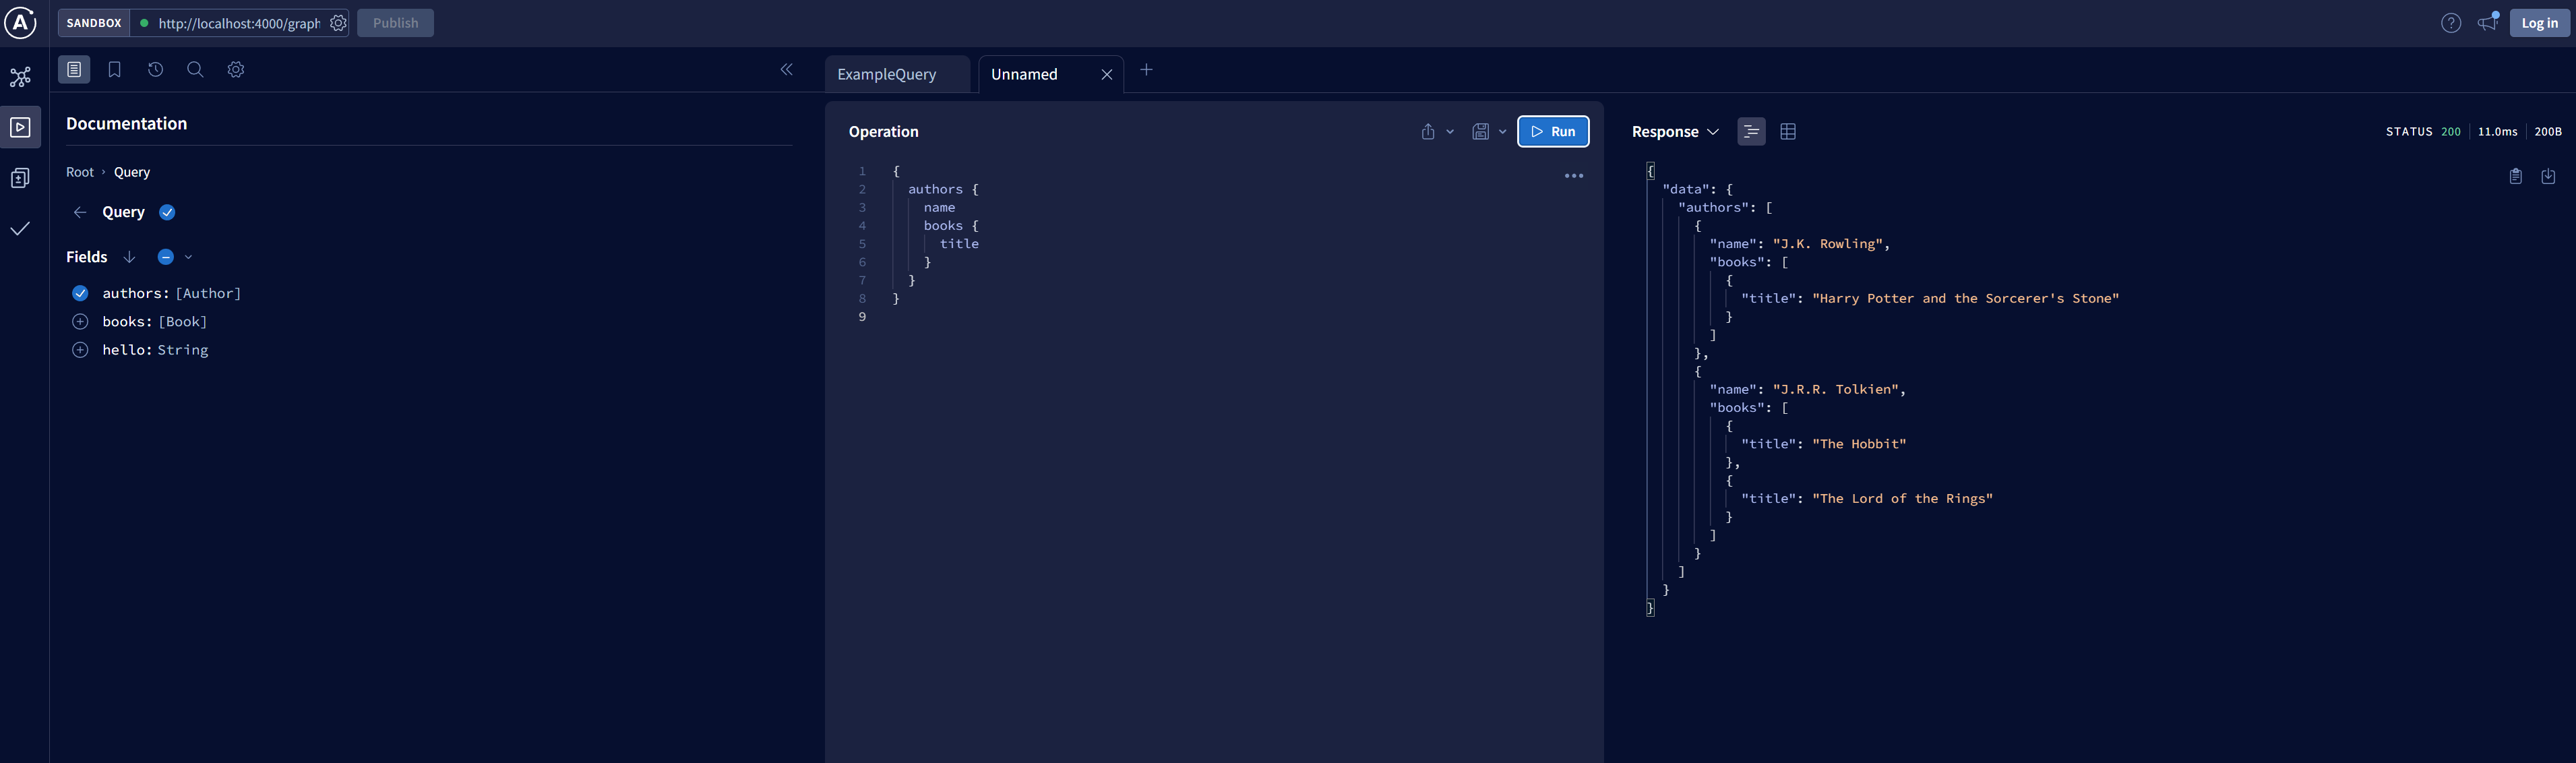 SANDBOX http://localhost:4000/graph Publish
Log in
Documentation
Root › Query
Query
Fields
authors: [Author]
books: [Book]
hello: String
ExampleQuery
Unnamed
Operation
Run
1 {
2 authors {
3 name
4 books {
5 title
6 }
7 }
8 }
9
Response
STATUS 200 11.0ms 200B
{
"data": {
"authors": [
{
"name": "J.K. Rowling",
"books": [
{
"title": "Harry Potter and the Sorcerer's Stone"
}
]
},
{
"name": "J.R.R. Tolkien",
"books": [
{
"title": "The Hobbit"
},
{
"title": "The Lord of the Rings"
}
]
}
]
}
}